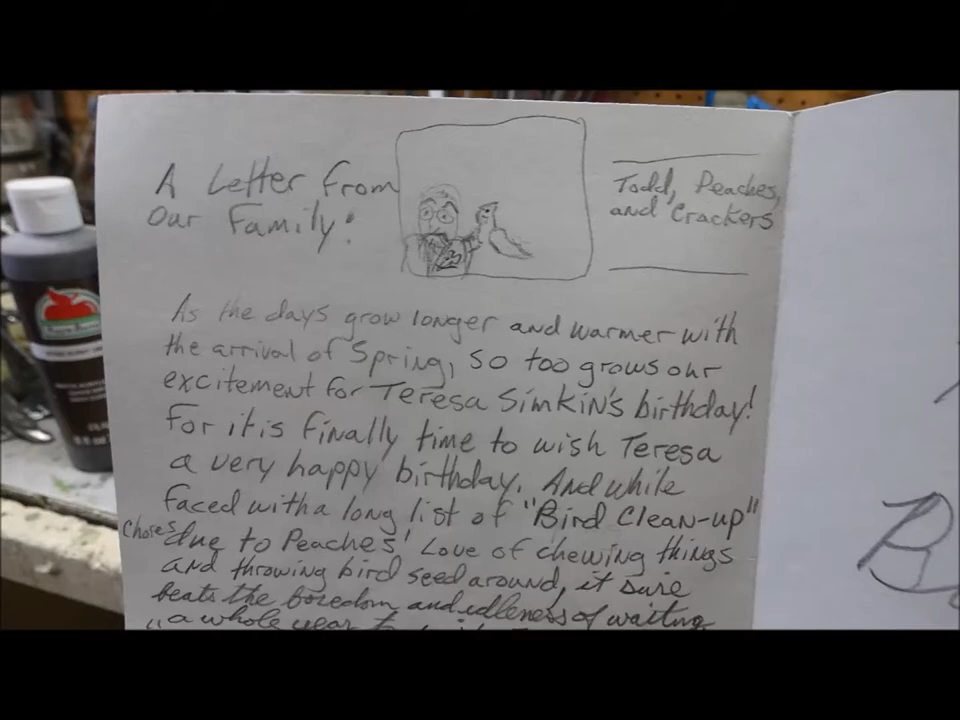 A Letter From
Our Family!
Todd, Peaches,
and Crackers
As the days grow longer and warmer with
the arrival of Spring, so too grows our
excitement for Teresa Simkin's birthday!
For it is finally time to wish Teresa
a very happy birthday. And while
faced with a long list of "Bird Clean-up"
Chores due to Peaches' Love of chewing things
and throwing bird seed around, it sure
beats the boredom and idleness of waiting
a whole year